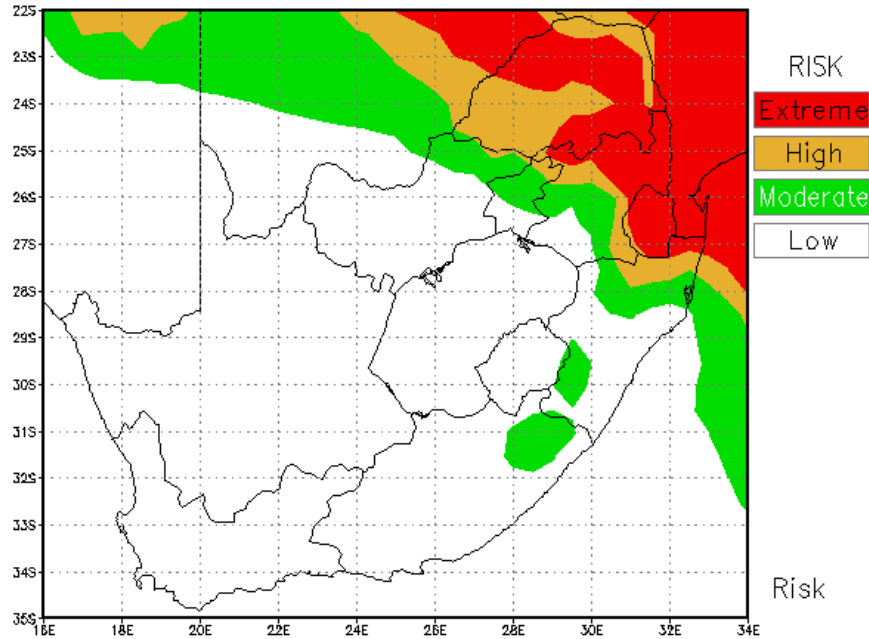 22S
23S
24S
25S
26S
27S
28S
29S
30S
31S
32S
33S
34S
35S
16E 18E 20E 22E 24E 26E 28E 30E 32E 34E
RISK
Extreme
High
Moderate
Low
Risk